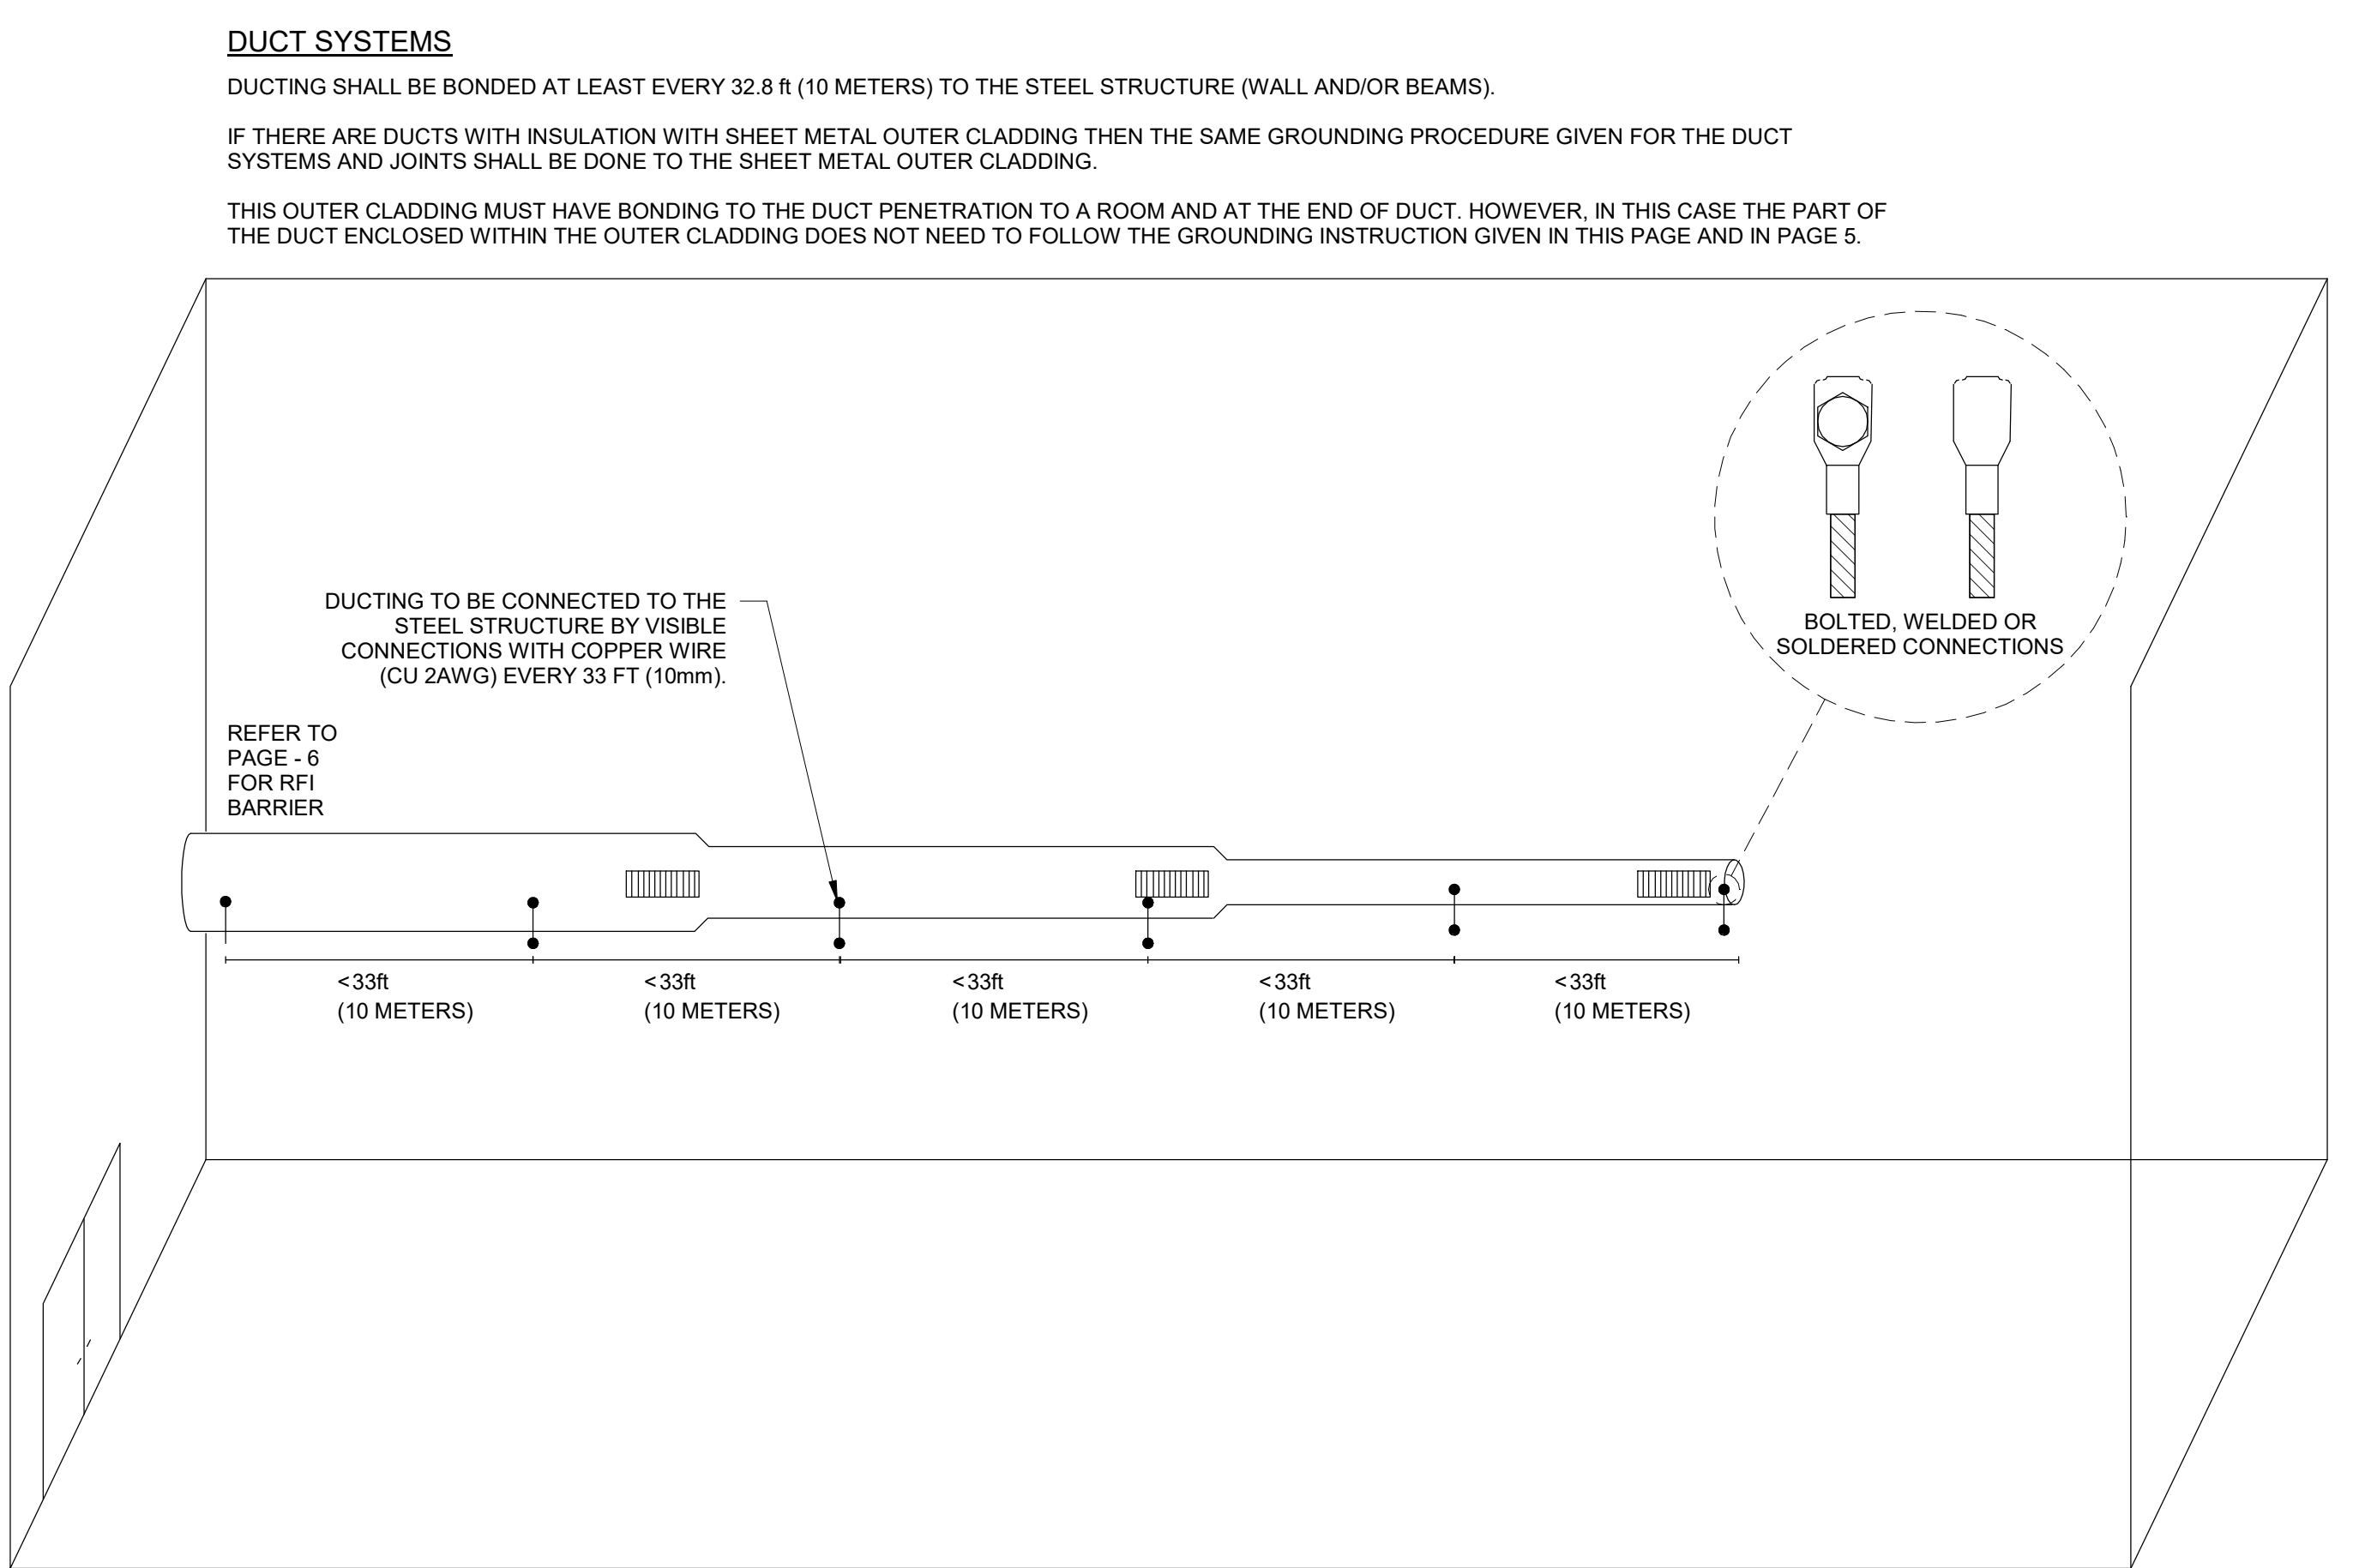 DUCT SYSTEMS
DUCTING SHALL BE BONDED AT LEAST EVERY 32.8 ft (10 METERS) TO THE STEEL STRUCTURE (WALL AND/OR BEAMS).
IF THERE ARE DUCTS WITH INSULATION WITH SHEET METAL OUTER CLADDING THEN THE SAME GROUNDING PROCEDURE GIVEN FOR THE DUCT
SYSTEMS AND JOINTS SHALL BE DONE TO THE SHEET METAL OUTER CLADDING.
THIS OUTER CLADDING MUST HAVE BONDING TO THE DUCT PENETRATION TO A ROOM AND AT THE END OF DUCT. HOWEVER, IN THIS CASE THE PART OF
THE DUCT ENCLOSED WITHIN THE OUTER CLADDING DOES NOT NEED TO FOLLOW THE GROUNDING INSTRUCTION GIVEN IN THIS PAGE AND IN PAGE 5.
DUCTING TO BE CONNECTED TO THE
STEEL STRUCTURE BY VISIBLE
CONNECTIONS WITH COPPER WIRE
(CU 2AWG) EVERY 33 FT (10mm).
BOLTED, WELDED OR
SOLDERED CONNECTIONS
REFER TO
PAGE - 6
FOR RFI
BARRIER
<33ft
(10 METERS)
<33ft
(10 METERS)
<33ft
(10 METERS)
<33ft
(10 METERS)
<33ft
(10 METERS)